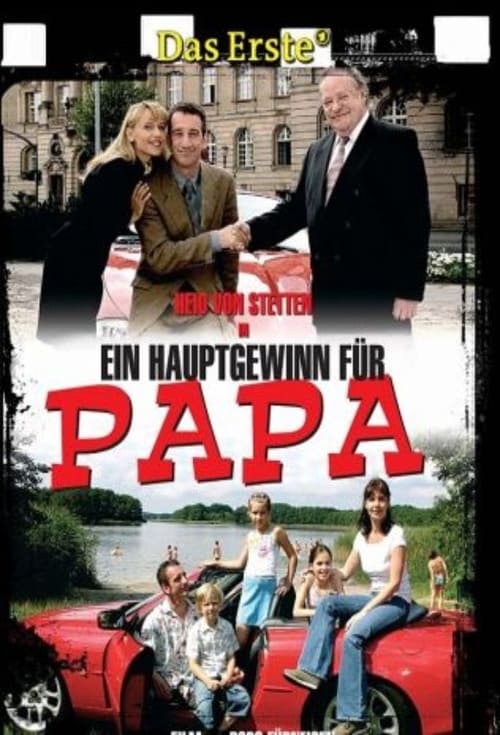 Das Erste
HEIO VON STETTEN
IN
EIN HAUPTGEWINN FÜR
PAPA